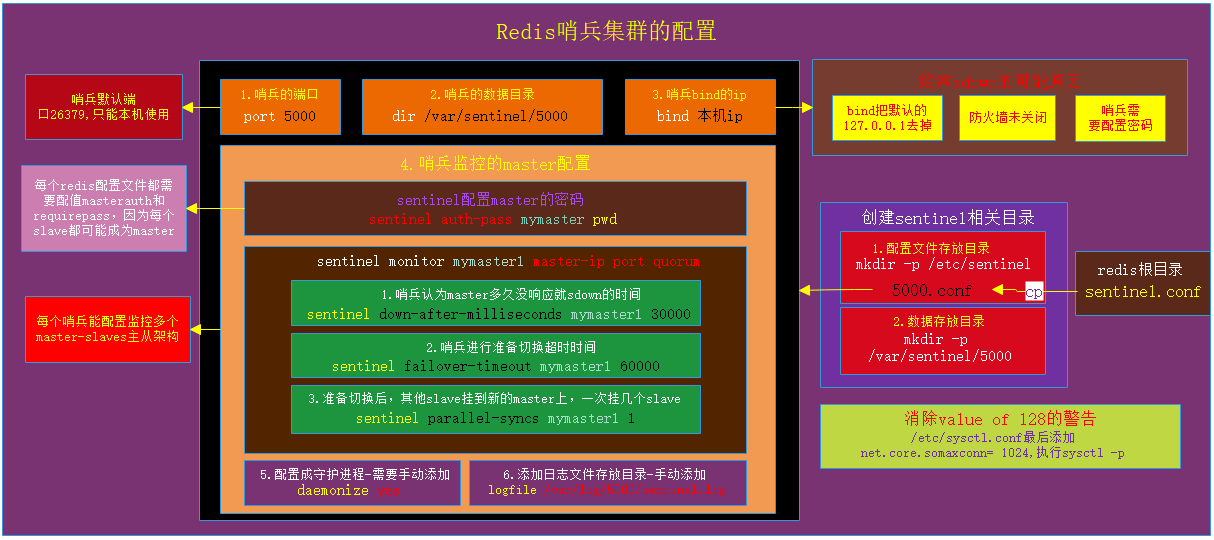 Redis哨兵集群的配置
哨兵默认端
口26379,只能本机使用
1.哨兵的端口
port 5000
2.哨兵的数据目录
dir /var/sentinel/5000
3.哨兵bind的ip
bind 本机ip
bind把默认的
127.0.0.1去掉
防火墙未关闭
哨兵需
要配置密码
4.哨兵监控的master配置
每个redis配置文件都需
要配值masterauth和
requirepass，因为每个
slave都可能成为master
sentinel配置master的密码
sentinel auth-pass mymaster pwd
sentinel monitor mymaster1 master-ip port quorum
1.哨兵认为master多久没响应就sdown的时间
sentinel down-after-milliseconds mymaster1 30000
2.哨兵进行准备切换超时时间
sentinel failover-timeout mymaster1 60000
3.准备切换后，其他slave挂到新的master上，一次挂几个slave
sentinel parallel-syncs mymaster1 1
每个哨兵能配置监控多个
master-slaves主从架构
5.配置成守护进程-需要手动添加
daemonize yes
6.添加日志文件存放目录-手动添加
logfile
创建sentinel相关目录
1.配置文件存放目录
mkdir -p /etc/sentinel
5000.conf
cp
redis根目录
sentinel.conf
2.数据存放目录
mkdir -p
/var/sentinel/5000
消除value of 128的警告
/etc/sysctl.conf最后添加
net.core.somaxconn= 1024,执行sysctl -p